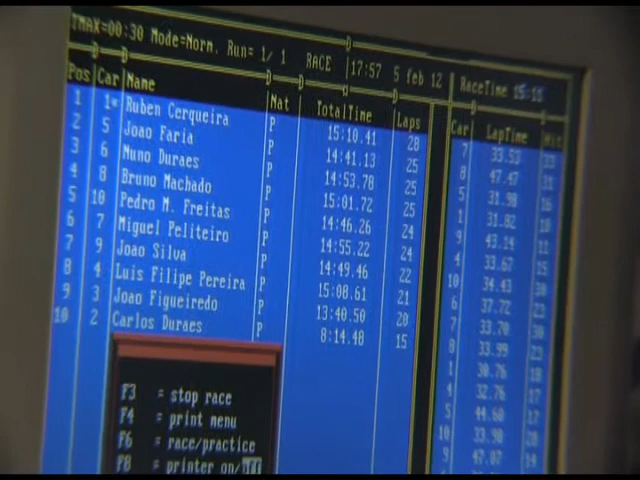 TMAX=00:30 Mode=Norm. Run= 1/ 1 RACE 17:57 5 feb 12 RaceTime 15:11
Pos Car Name Nat TotalTime Laps
1 1* Ruben Cerqueira P 15:10.41 28
2 5 Joao Faria P 14:41.13 25
3 6 Nuno Duraes P 14:53.78 25
4 8 Bruno Machado P 15:01.72 25
5 10 Pedro M. Freitas P 14:46.26 24
6 7 Miguel Peliteiro P 14:55.22 24
7 9 Joao Silva P 14:49.46 22
8 4 Luis Filipe Pereira P 15:08.61 21
9 3 Joao Figueiredo P 13:40.50 20
10 2 Carlos Duraes P 8:14.48 15
Car LapTime
7 33.53
8 47.47
5 31.98
1 31.82
9 43.14
4 33.67
10 34.43
6 37.72
7 33.70
8 33.99
1 30.76
4 32.76
5 44.60
10 33.90
9 47.07
F3 = stop race
F4 = print menu
F6 = race/practice
F8 = printer on/off